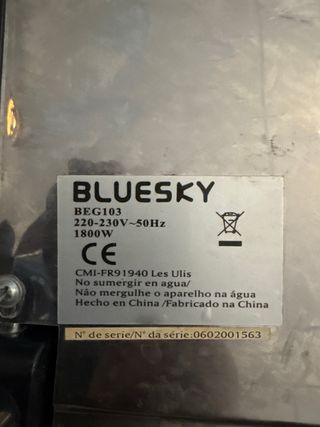 BLUESKY
BEG103
220-230V~50Hz
1800W
CE
CMI-FR91940 Les Ulis
No sumergir en agua/
Não mergulhe o aparelho na água
Hecho en China /Fabricado na China
N° de serie/N° da série:0602001563